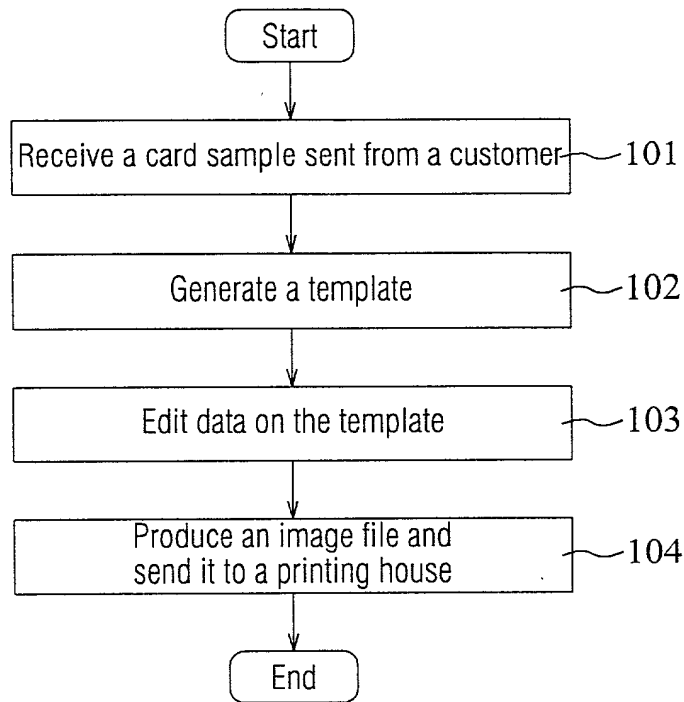 Start
Receive a card sample sent from a customer 101
Generate a template 102
Edit data on the template 103
Produce an image file and
send it to a printing house 104
End